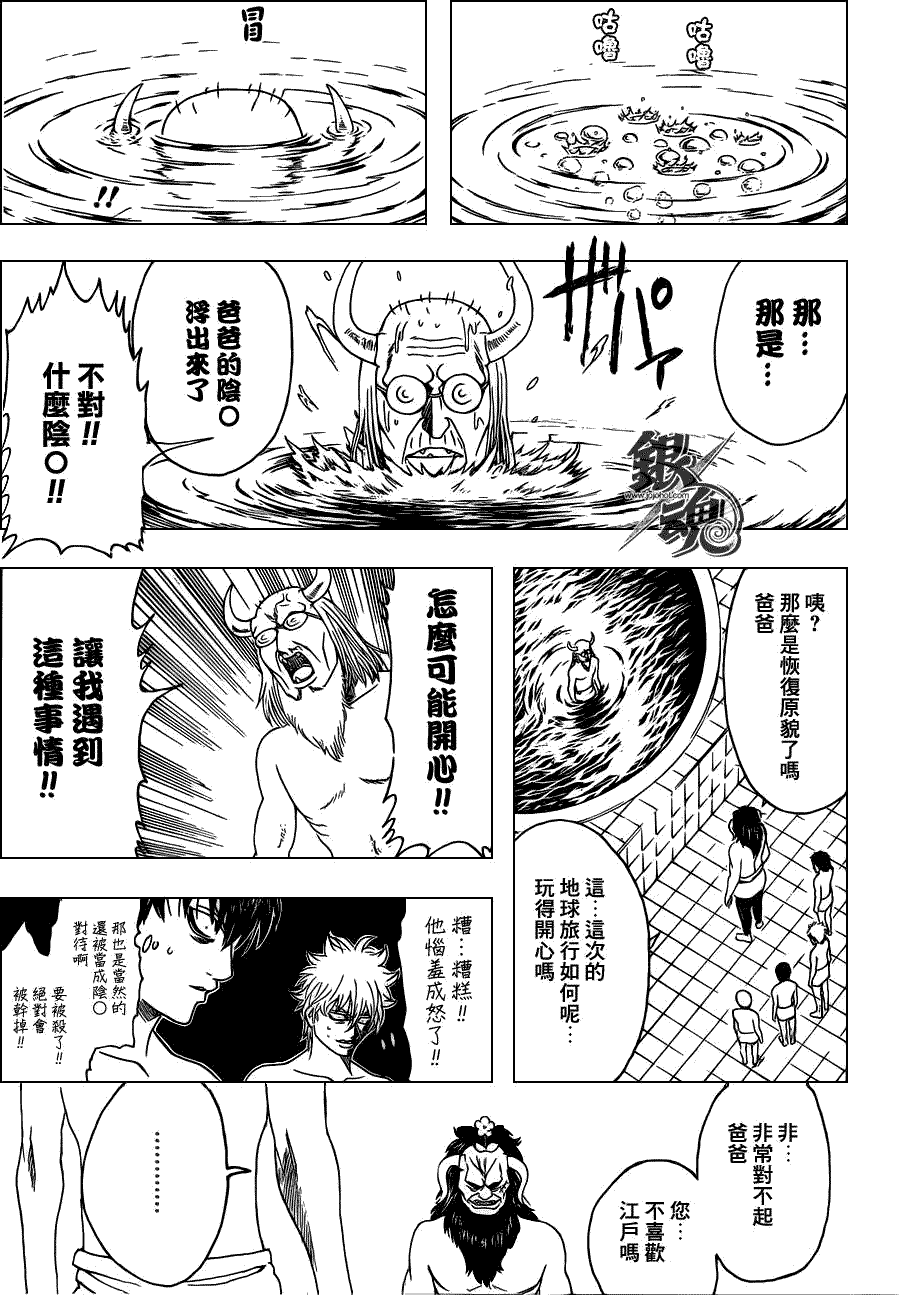 咕嚕
咕嚕
冒
!!
那…
那是…
ザパァ
爸爸的陰〇
浮出來了
不對!!
什麼陰〇!!
銀魂
www.jojohot.com
咦?
那麼是恢復原貌了嗎
爸爸
這…這次的
地球旅行如何呢…
玩得開心嗎
怎麼可能開心!!
讓我遇到
這種事情!!
糟…糟糕!!
他惱羞成怒了!!
那也是當然的
還被當成陰〇
對待啊
要被殺了!!
絕對會
被幹掉!!
非…
非常對不起
爸爸
您…
不喜歡
江戶嗎
…………